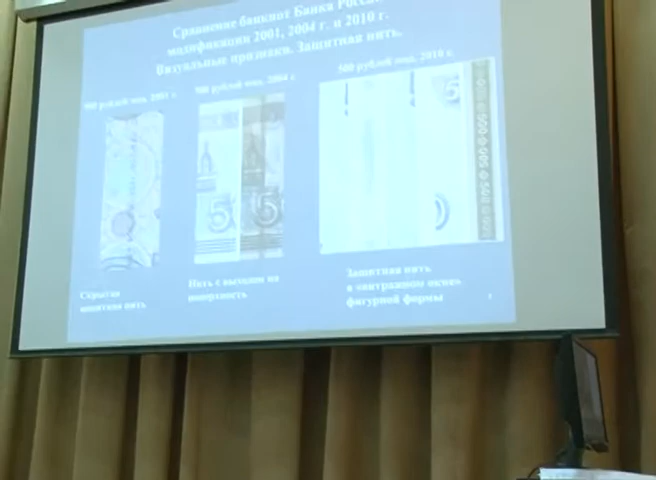 Сравнение банкнот Банка России
модификации 2001, 2004 г. и 2010 г.
Визуальные признаки. Защитная нить.
500 рублей мод. 2001 г.
500 рублей мод. 2004 г.
500 рублей мод. 2010 г.
Скрытая
защитная нить
Нить с выходом на
поверхность
Защитная нить
в «витражном окне»
фигурной формы